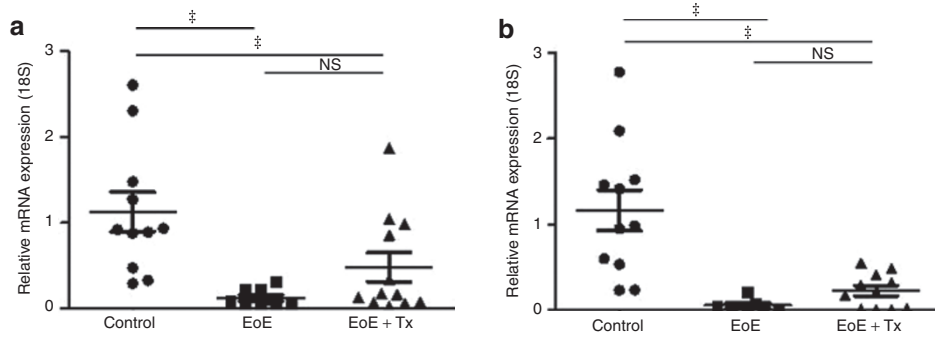 a
‡
‡
NS
Relative mRNA expression (18S)
3
2
1
0
Control
EoE
EoE + Tx
b
‡
‡
NS
Relative mRNA expression (18S)
3
2
1
0
Control
EoE
EoE + Tx